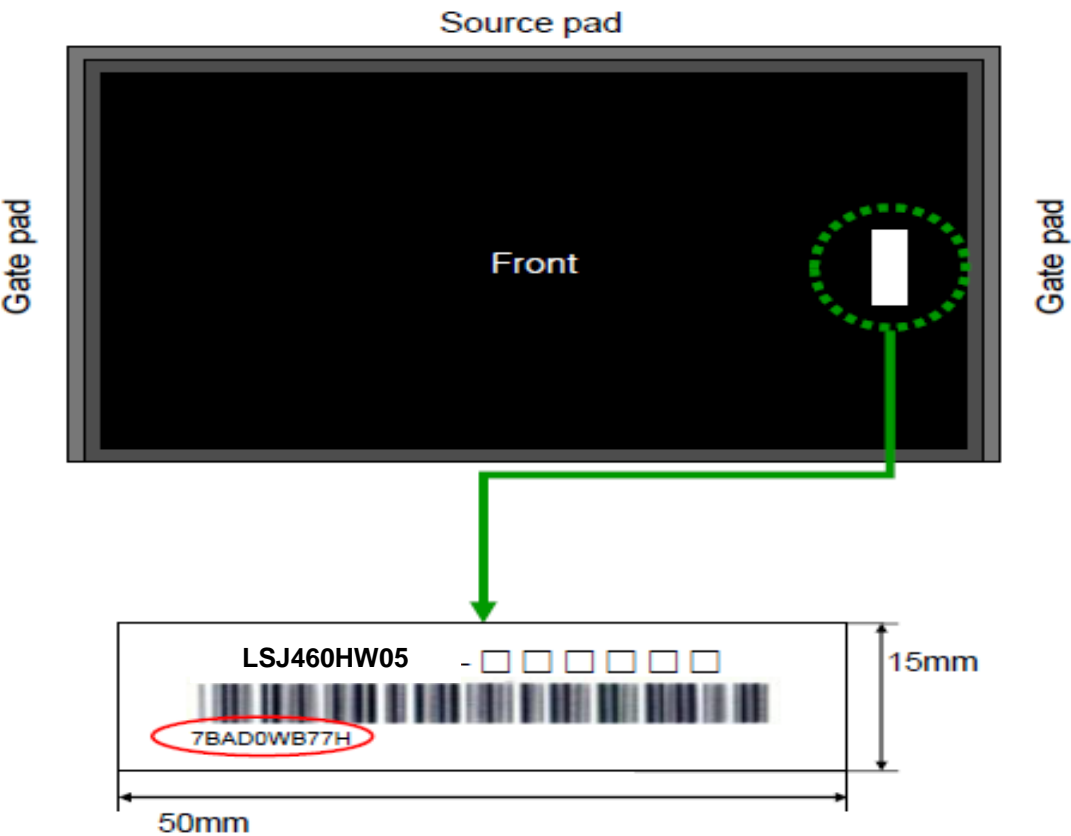 Source pad
Gate pad
Front
Gate pad
LSJ460HW05 -□□□□□□
7BAD0WB77H
15mm
50mm